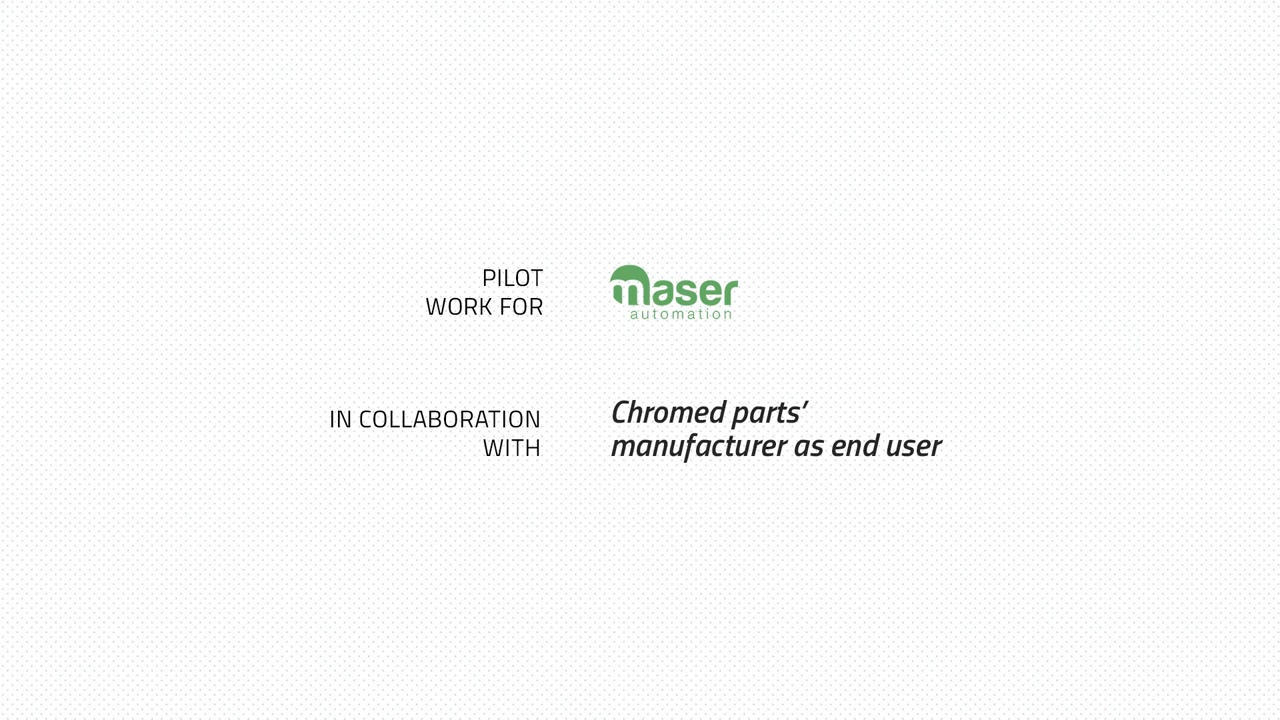 PILOT
WORK FOR
maser
automation
IN COLLABORATION
WITH
Chromed parts’
manufacturer as end user